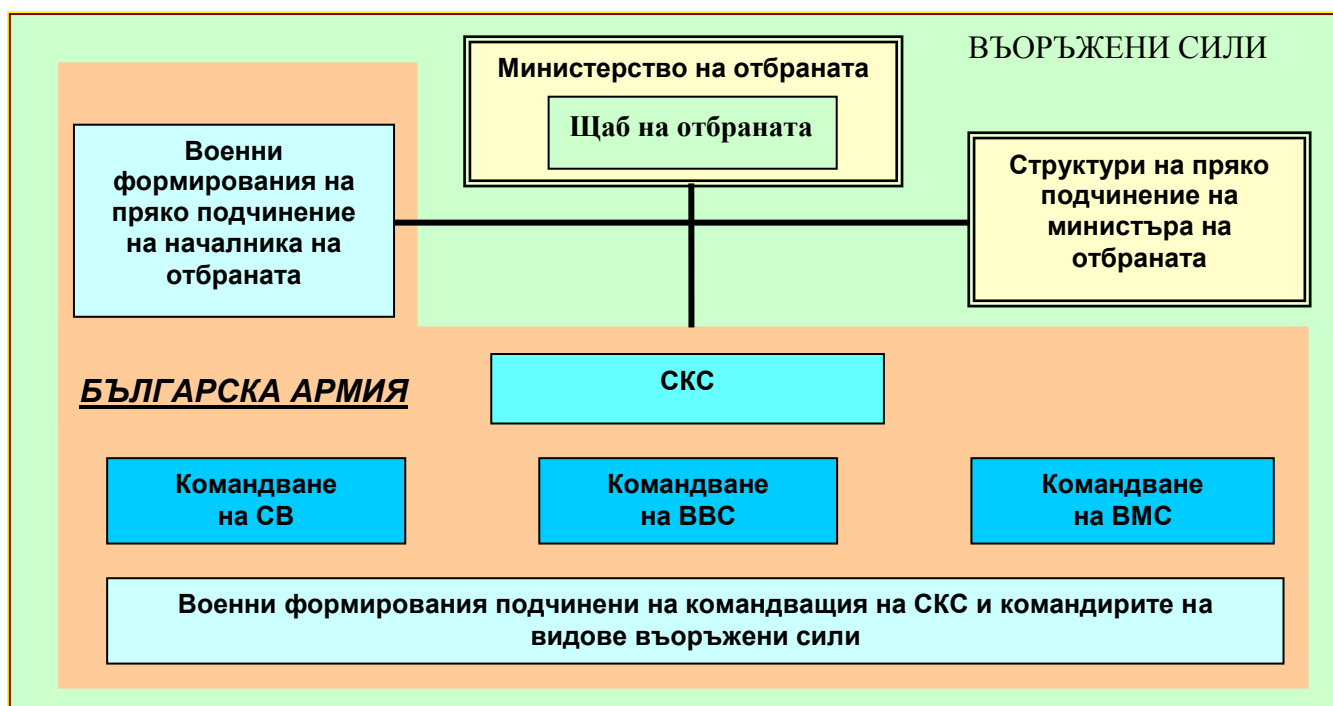 ВЪОРЪЖЕНИ СИЛИ
Министерство на отбраната
Щаб на отбраната
Военни
формирования на
пряко подчинение
на началника на
отбраната
Структури на пряко
подчинение на
министъра на
отбраната
БЪЛГАРСКА АРМИЯ
СКС
Командване
на СВ
Командване
на ВВС
Командване
на ВМС
Военни формирования подчинени на командващия на СКС и командирите на
видове въоръжени сили